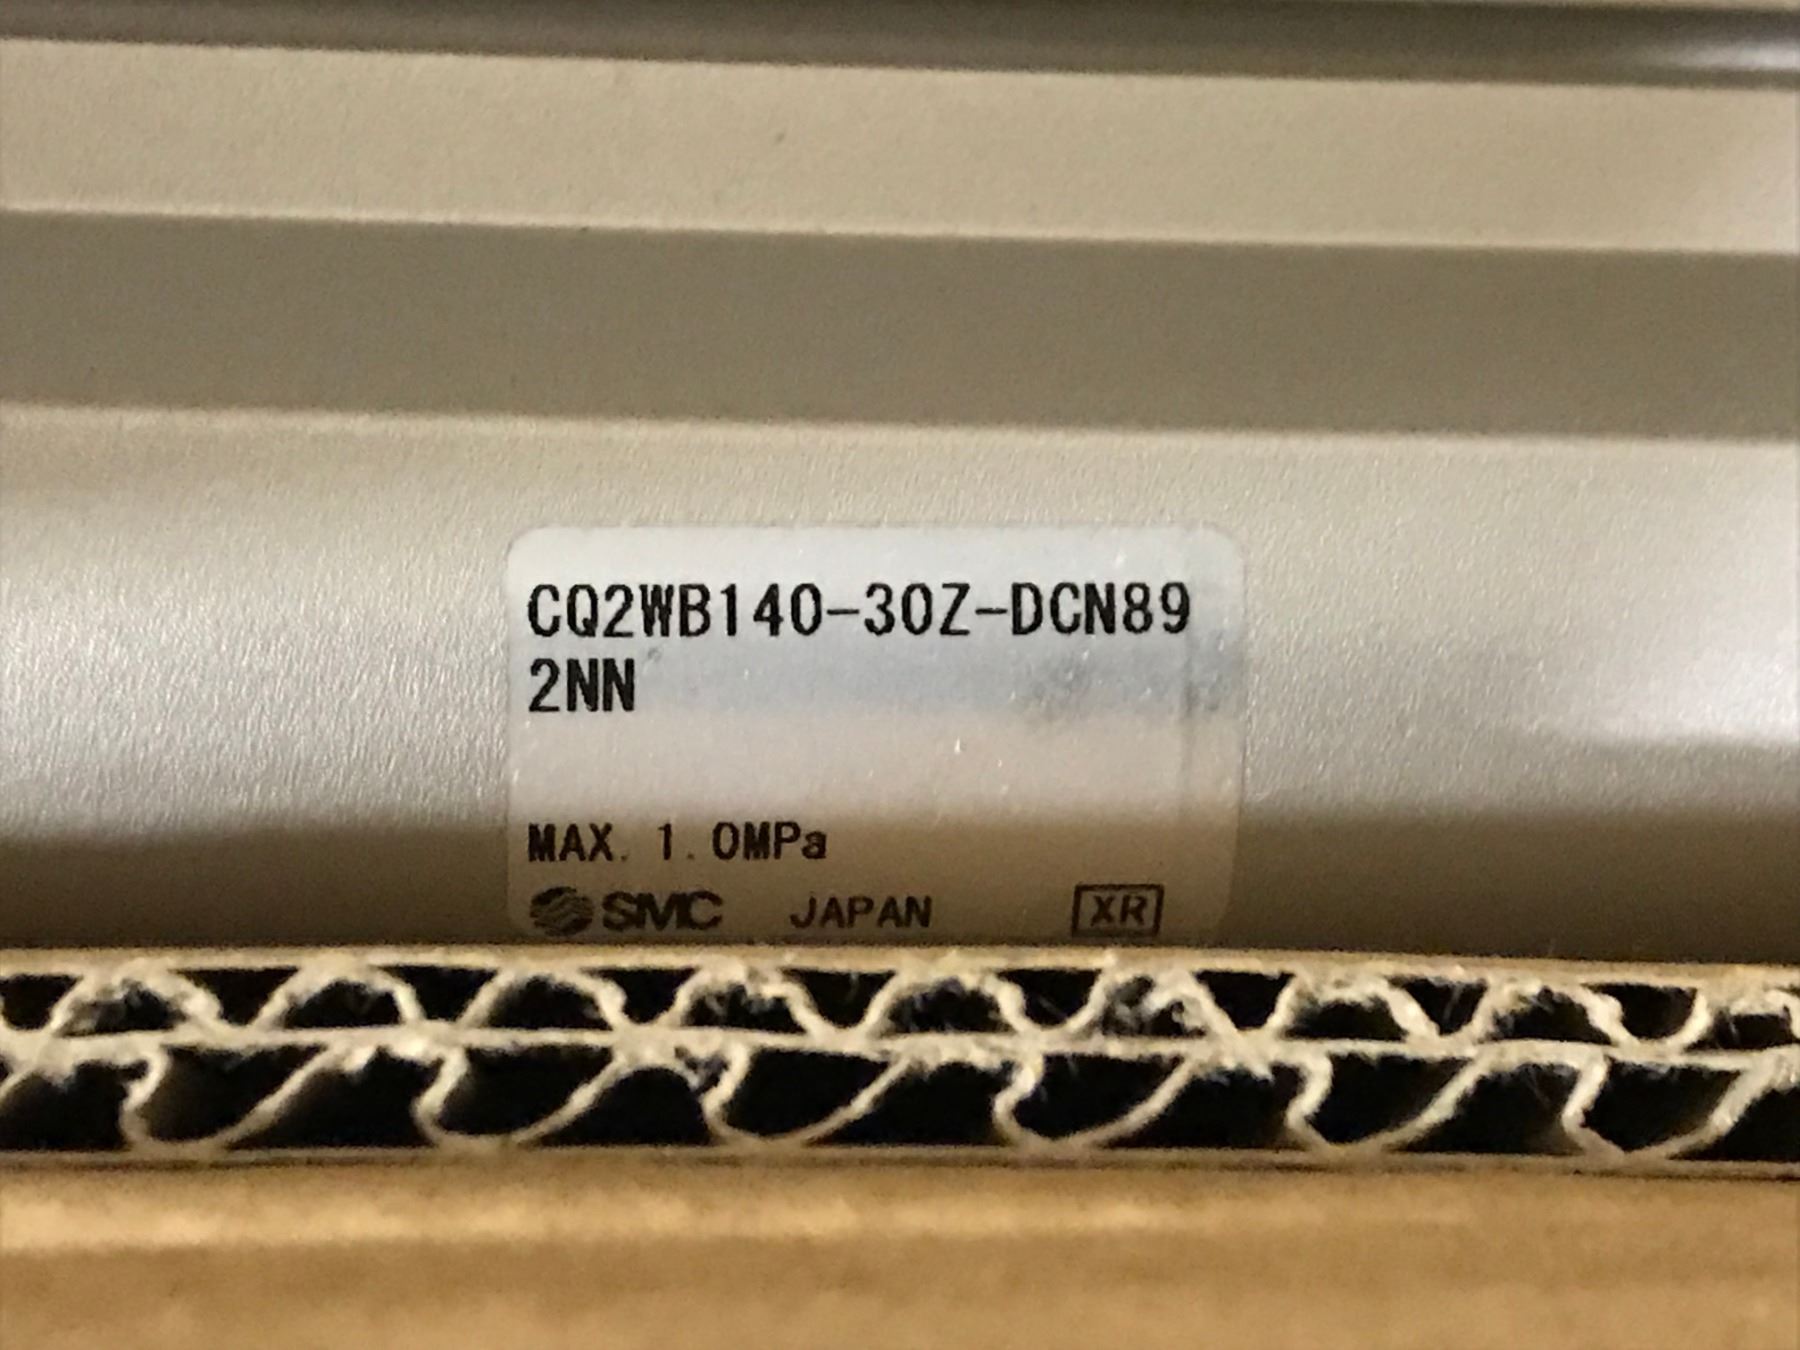 CQ2WB140-30Z-DCN89
2NN
MAX. 1.0MPa
SMC JAPAN XR